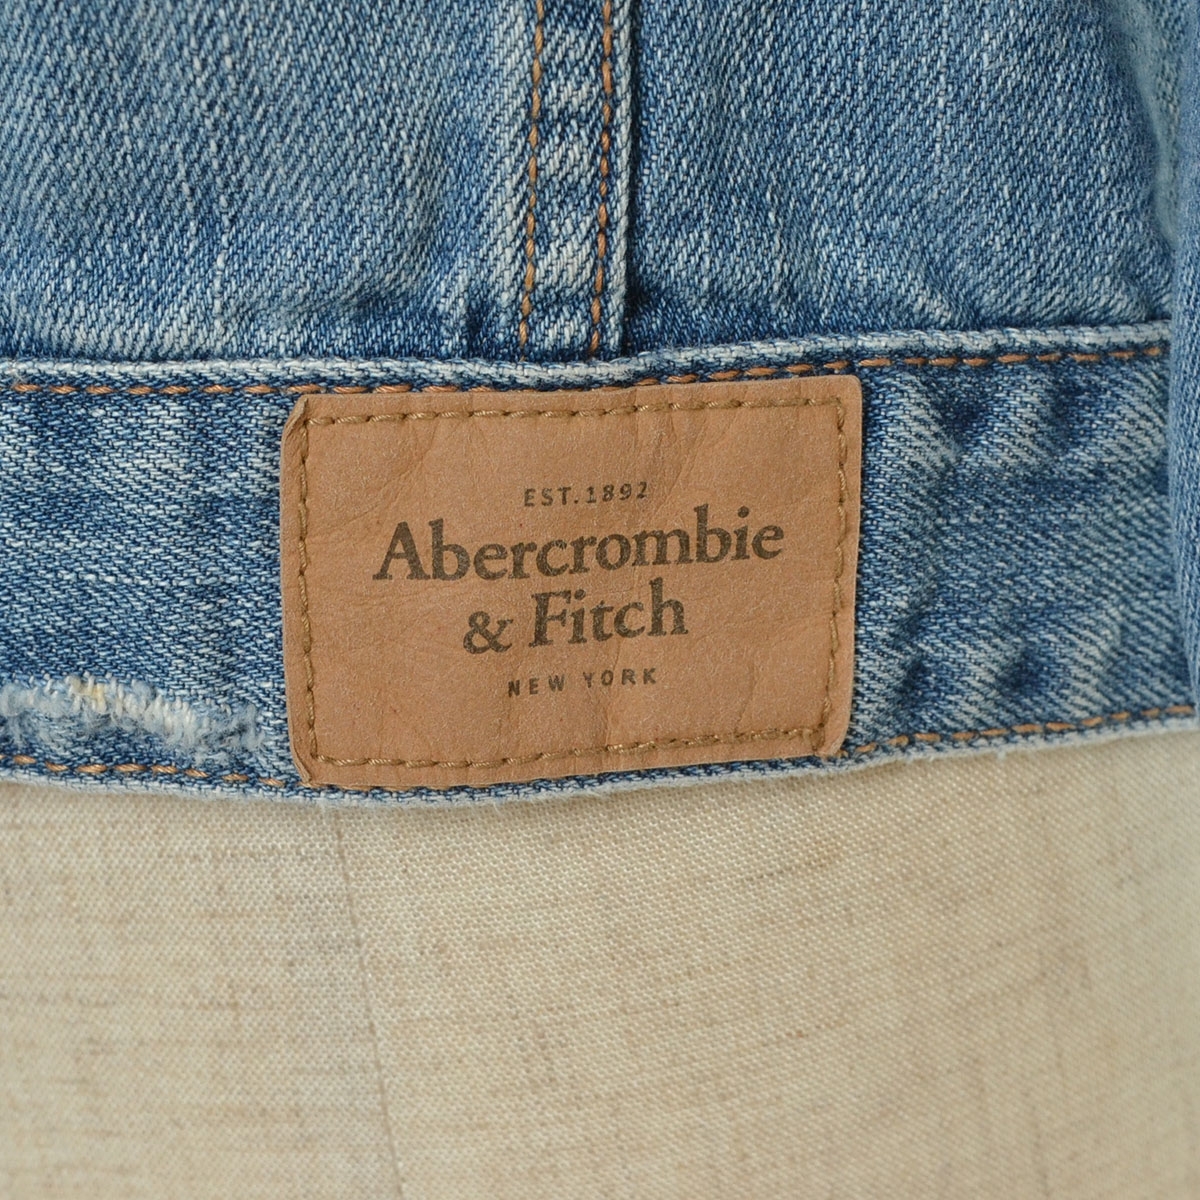 EST.1892
Abercrombie
& Fitch
NEW YORK